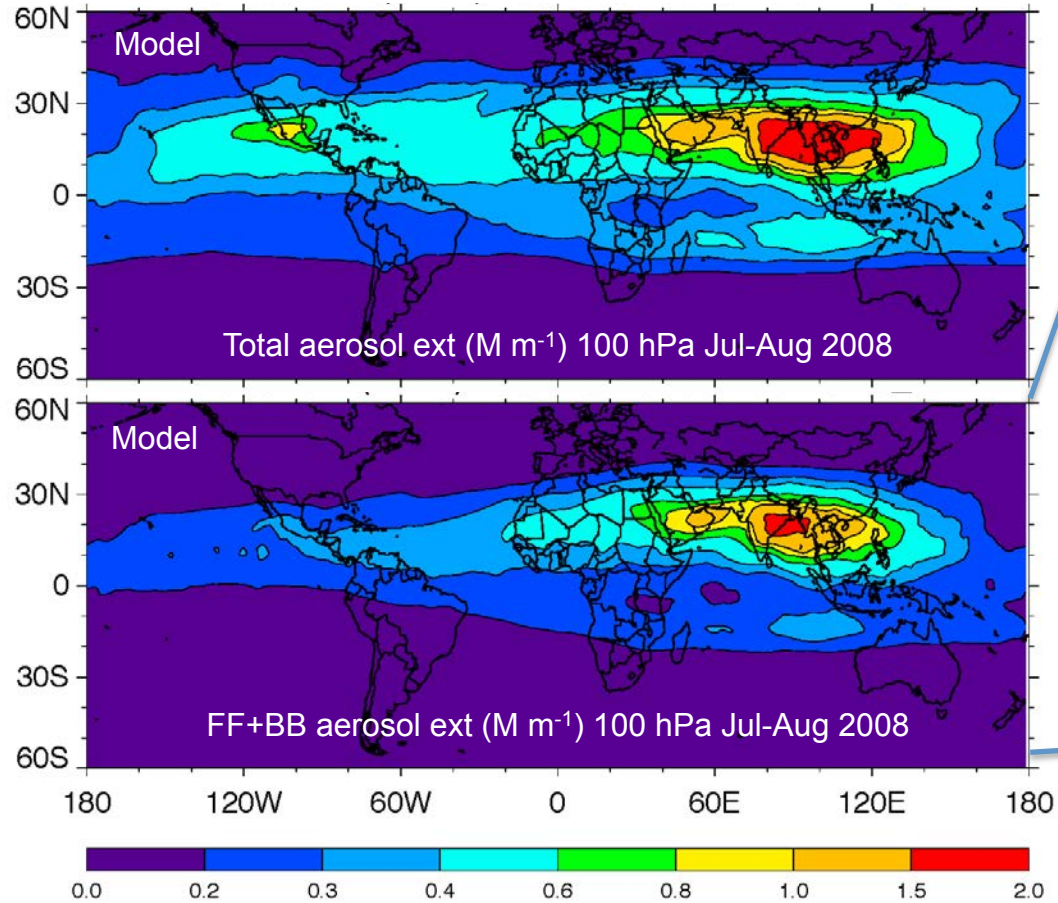 60N
Model
30N
0
30S
Total aerosol ext (M m-1) 100 hPa Jul-Aug 2008
60S
60N
Model
30N
0
30S
FF+BB aerosol ext (M m-1) 100 hPa Jul-Aug 2008
60S
180 120W 60W 0 60E 120E 180
0.0 0.2 0.3 0.4 0.6 0.8 1.0 1.5 2.0